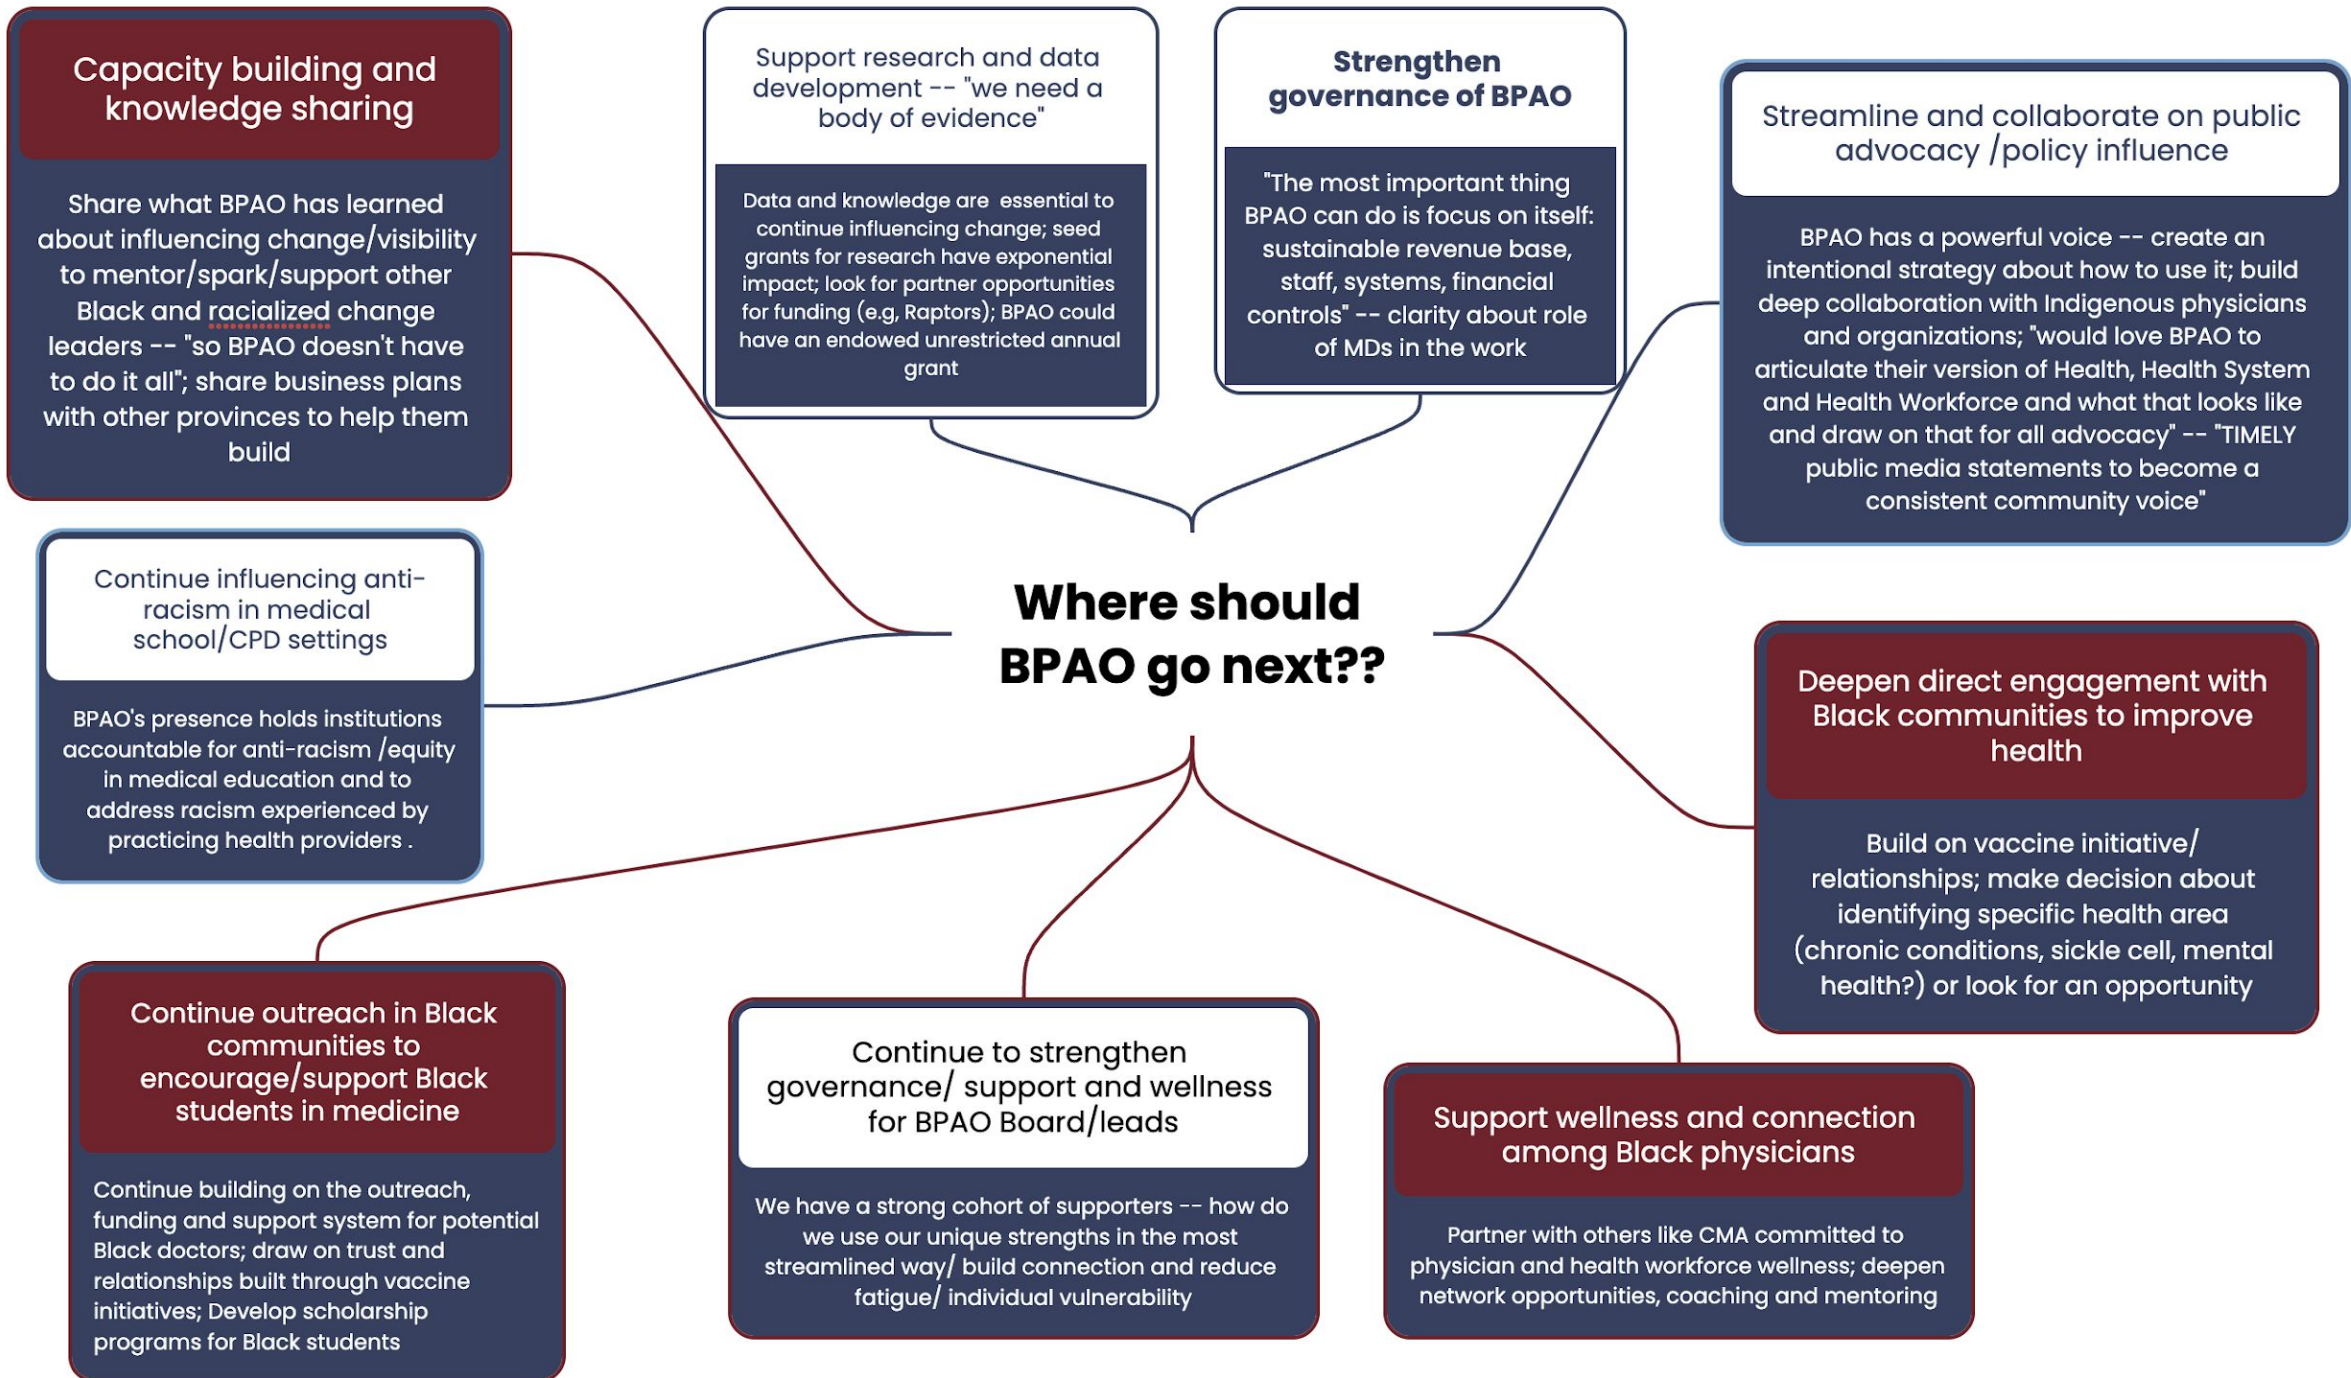 Capacity building and
knowledge sharing
Share what BPAO has learned
about influencing change/visibility
to mentor/spark/support other
Black and racialized change
leaders -- "so BPAO doesn't have
to do it all"; share business plans
with other provinces to help them
build
Support research and data
development -- "we need a
body of evidence"
Data and knowledge are  essential to
continue influencing change; seed
grants for research have exponential
impact; look for partner opportunities
for funding (e.g, Raptors); BPAO could
have an endowed unrestricted annual
grant
Strengthen
governance of BPAO
"The most important thing
BPAO can do is focus on itself:
sustainable revenue base,
staff, systems, financial
controls" -- clarity about role
of MDs in the work
Streamline and collaborate on public
advocacy /policy influence
BPAO has a powerful voice -- create an
intentional strategy about how to use it; build
deep collaboration with Indigenous physicians
and organizations; "would love BPAO to
articulate their version of Health, Health System
and Health Workforce and what that looks like
and draw on that for all advocacy" -- "TIMELY
public media statements to become a
consistent community voice"
Continue influencing anti-
racism in medical
school/CPD settings
BPAO's presence holds institutions
accountable for anti-racism /equity
in medical education and to
address racism experienced by
practicing health providers .
Where should
BPAO go next??
Deepen direct engagement with
Black communities to improve
health
Build on vaccine initiative/
relationships; make decision about
identifying specific health area
(chronic conditions, sickle cell, mental
health?) or look for an opportunity
Continue outreach in Black
communities to
encourage/support Black
students in medicine
Continue building on the outreach,
funding and support system for potential
Black doctors; draw on trust and
relationships built through vaccine
initiatives; Develop scholarship
programs for Black students
Continue to strengthen
governance/ support and wellness
for BPAO Board/leads
We have a strong cohort of supporters -- how do
we use our unique strengths in the most
streamlined way/ build connection and reduce
fatigue/ individual vulnerability
Support wellness and connection
among Black physicians
Partner with others like CMA committed to
physician and health workforce wellness; deepen
network opportunities, coaching and mentoring